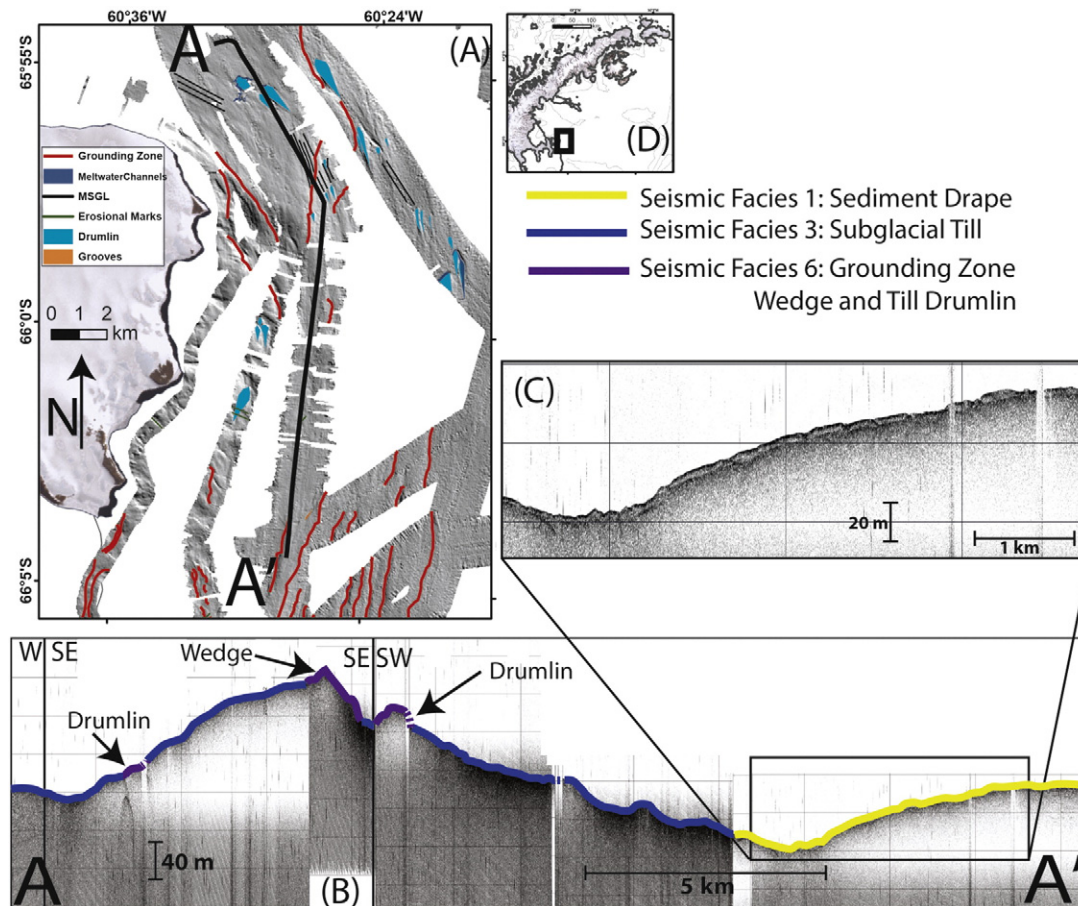 60°36'W
60°24'W
A
(A)
65°55'S
66°0'S
66°5'S
Grounding Zone
MeltwaterChannels
MSGL
Erosional Marks
Drumlin
Grooves
0 1 2
km
N
A'
(D)
Seismic Facies 1: Sediment Drape
Seismic Facies 3: Subglacial Till
Seismic Facies 6: Grounding Zone
Wedge and Till Drumlin
(C)
20 m
1 km
W SE
Wedge
SE SW
Drumlin
Drumlin
40 m
A
(B)
5 km
A'